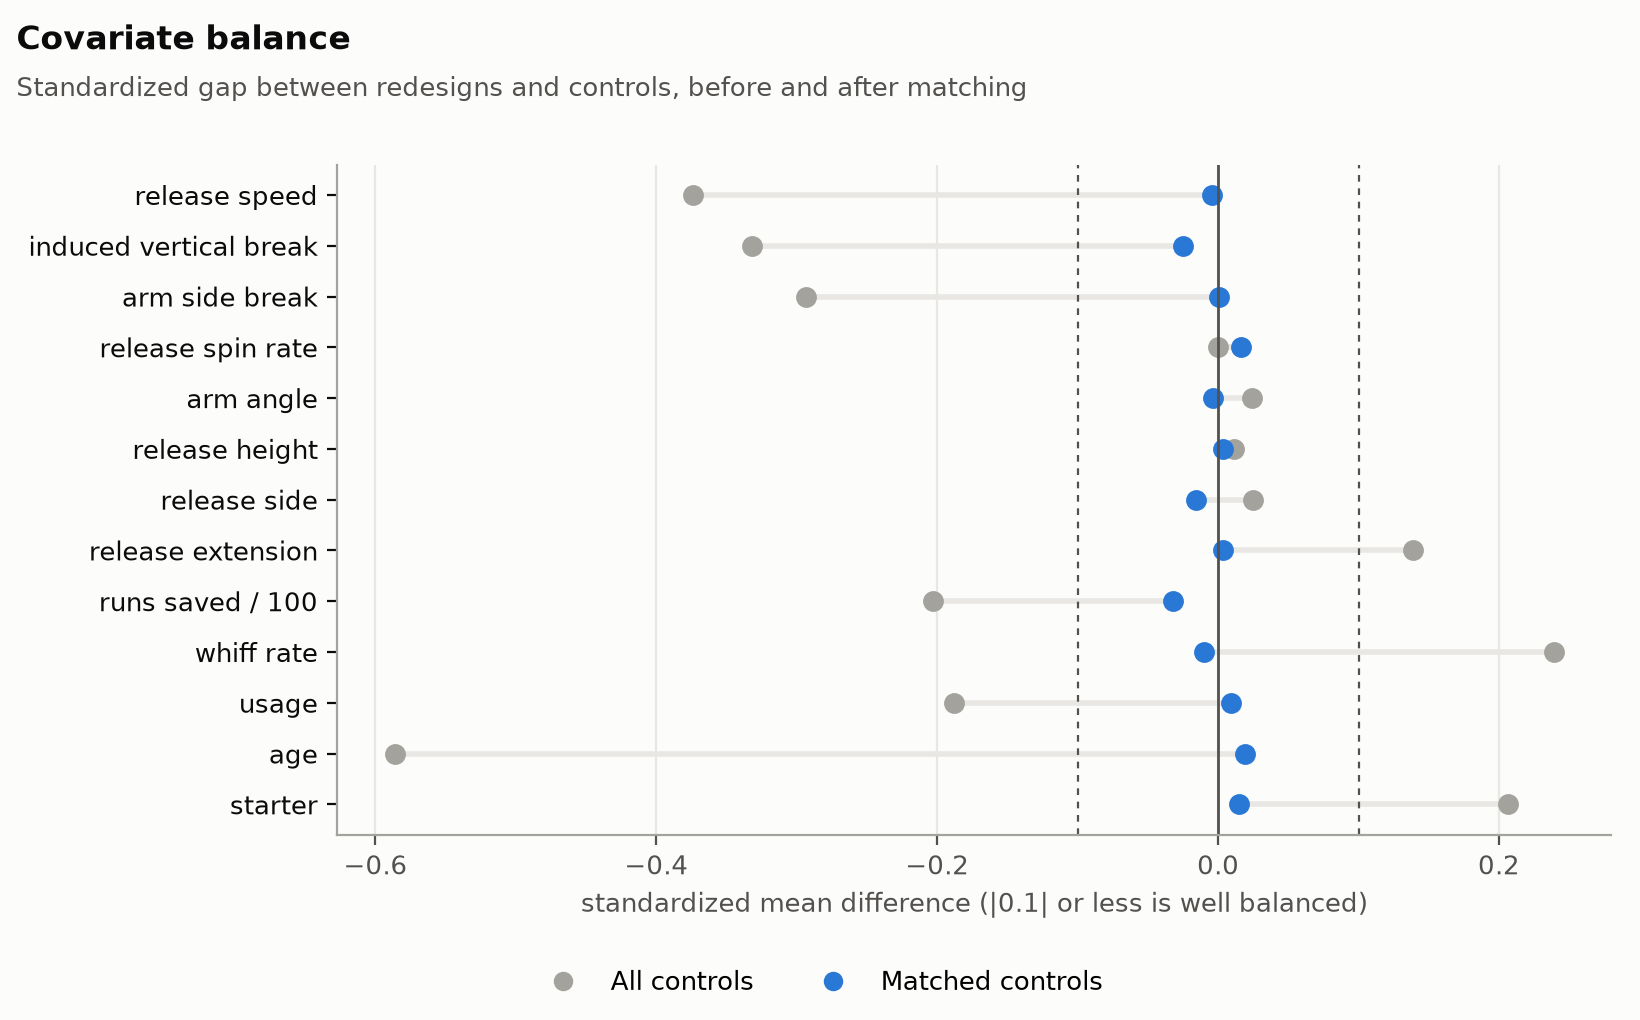 Covariate balance
Standardized gap between redesigns and controls, before and after matching
release speed
induced vertical break
arm side break
release spin rate
arm angle
release height
release side
release extension
runs saved / 100
whiff rate
usage
age
starter
−0.6 −0.4 −0.2 0.0 0.2
standardized mean difference (|0.1| or less is well balanced)
All controls Matched controls